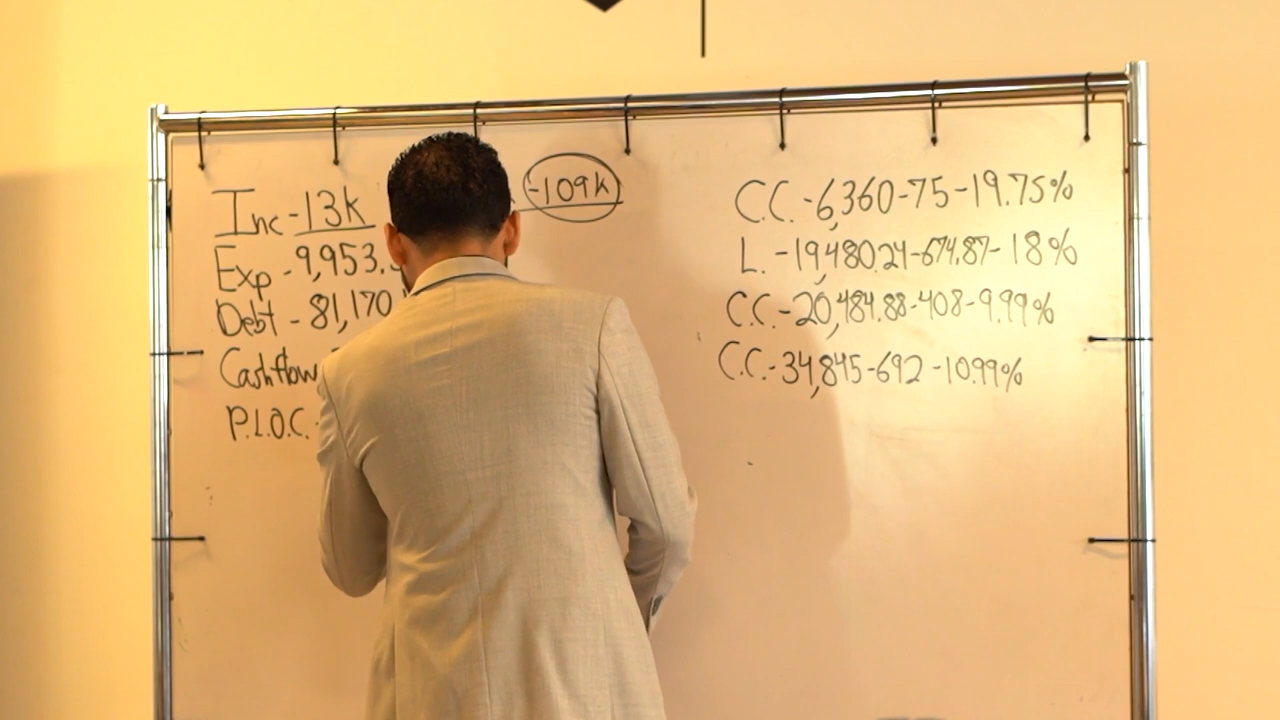 Inc - 13k
-109k
Exp - 9,953.
Debt - 81,170
Cashflow
P.L.O.C. -
C.C. - 6,360 - 75 - 19.75%
L. - 19,480.24 - 674.87 - 18%
C.C. - 20,484.88 - 408 - 9.99%
C.C. - 34,845 - 692 - 10.99%